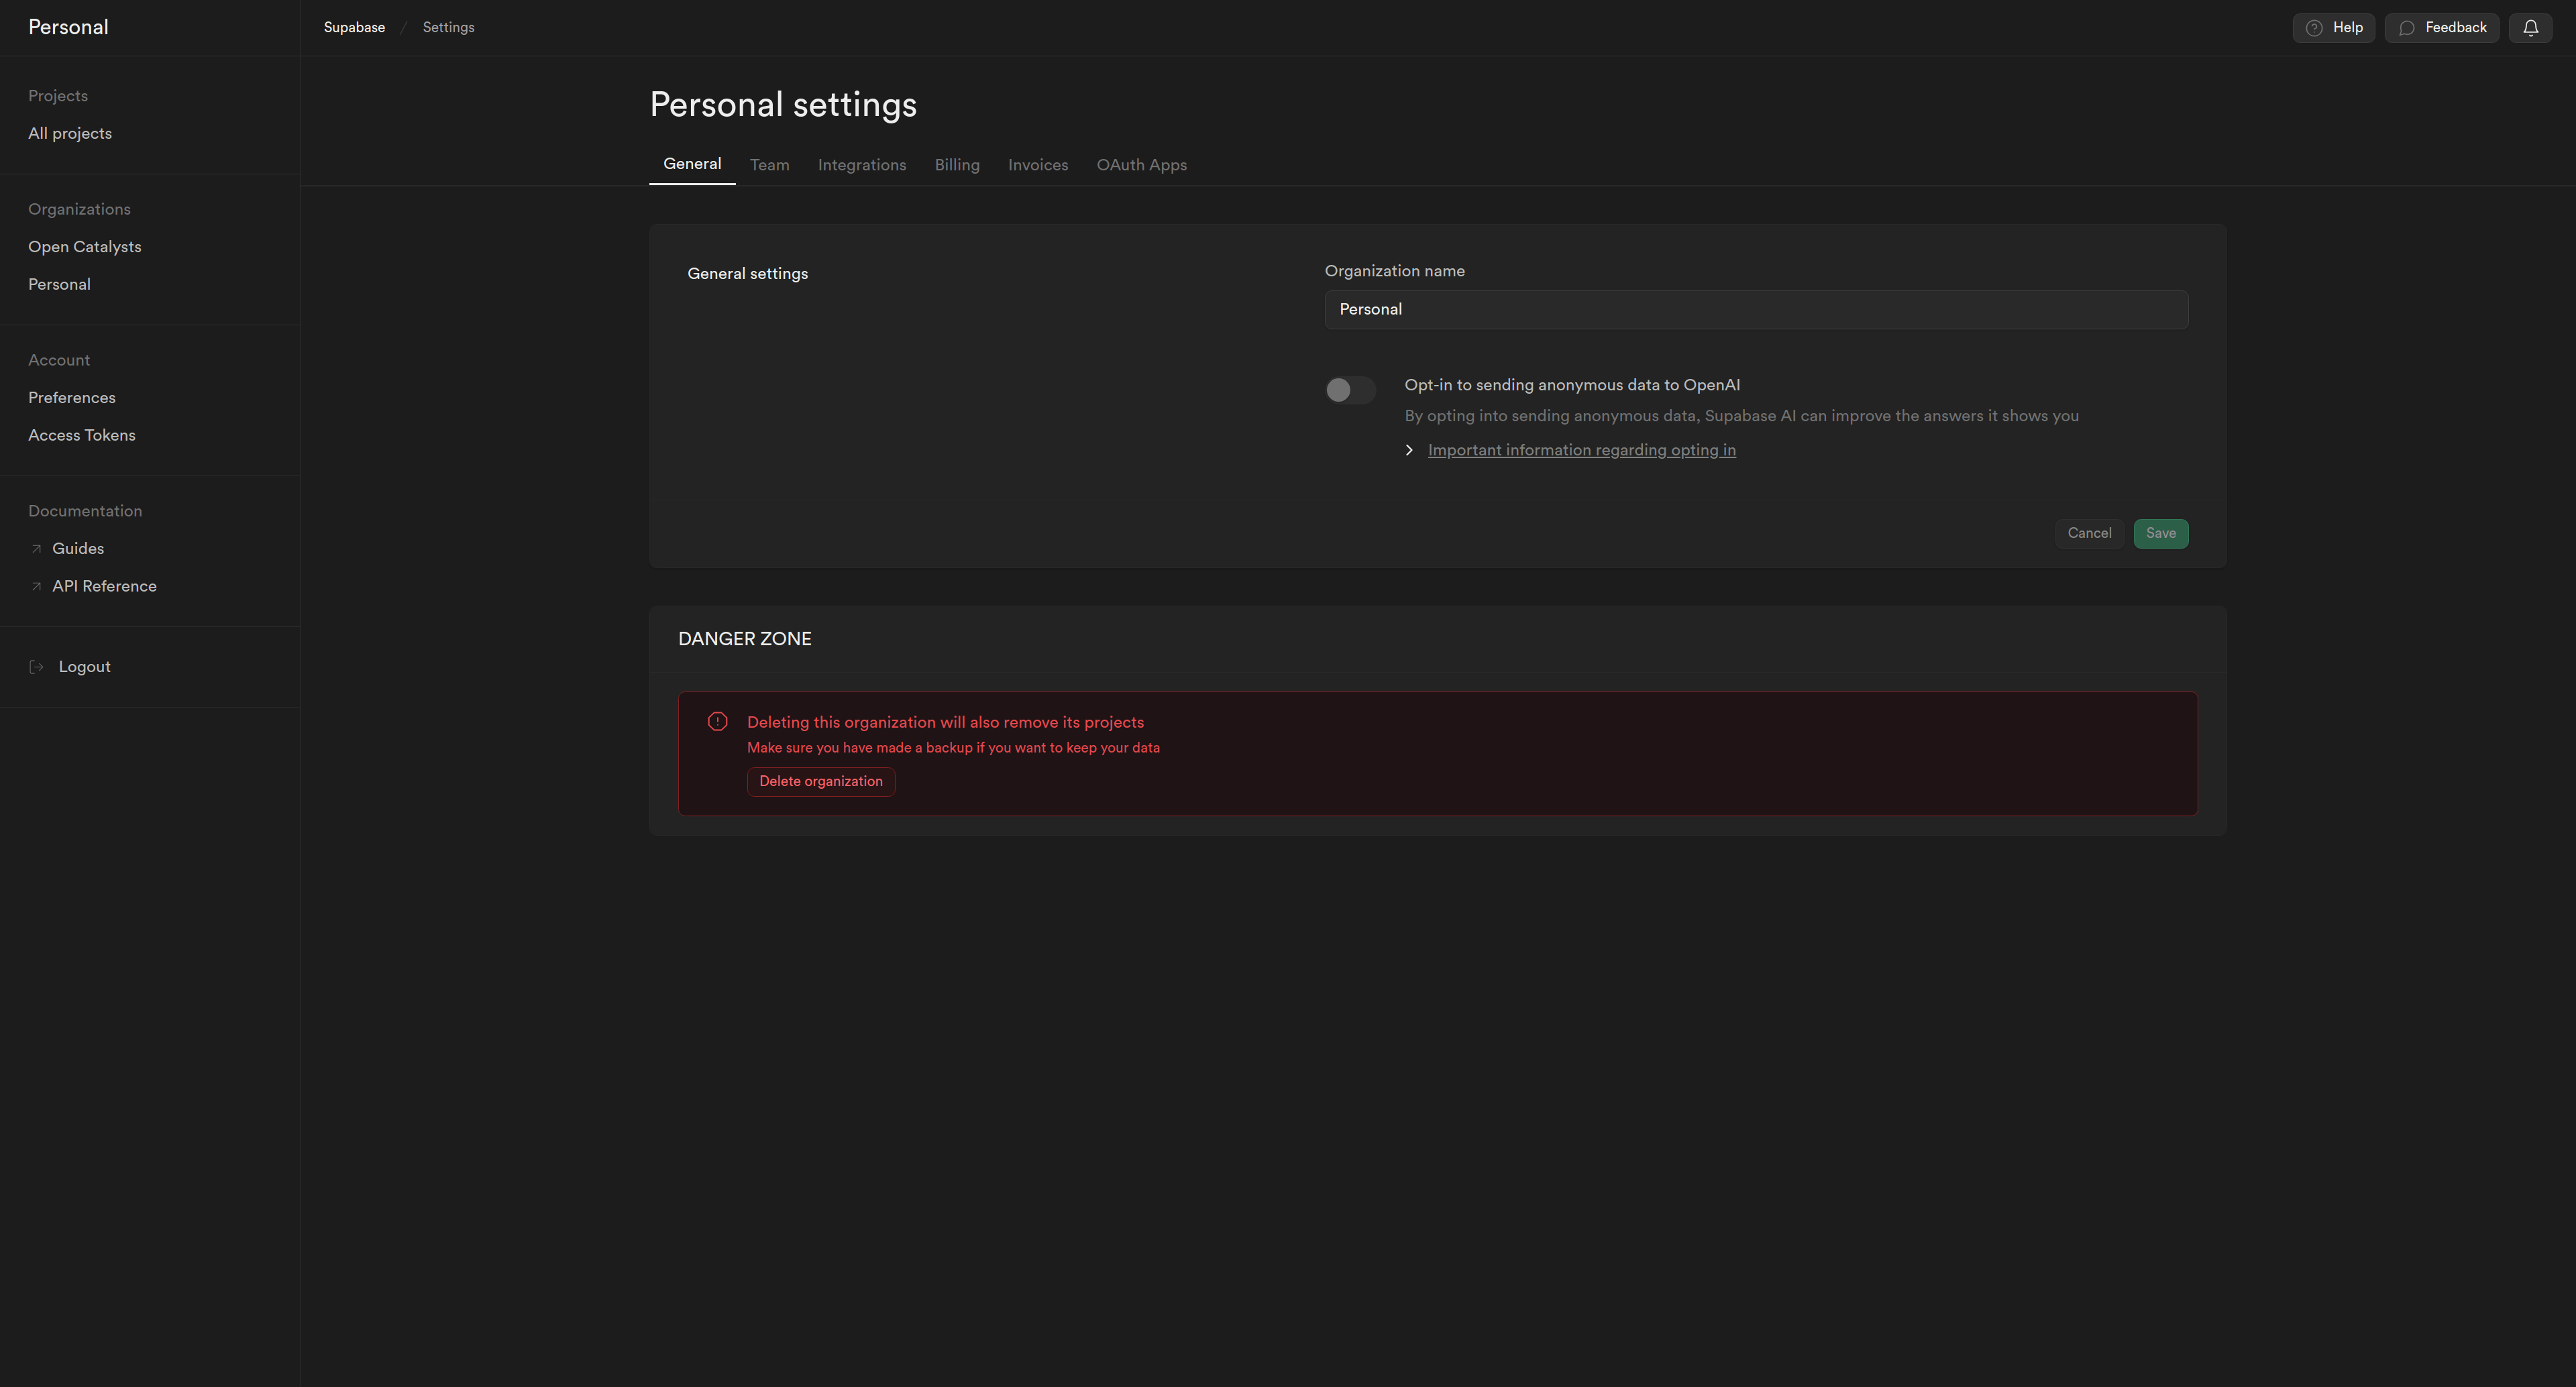 Personal
Supabase / Settings
Help
Feedback
Projects
All projects
Organizations
Open Catalysts
Personal
Account
Preferences
Access Tokens
Documentation
Guides
API Reference
Logout
Personal settings
General Team Integrations Billing Invoices OAuth Apps
General settings
Organization name
Personal
Opt-in to sending anonymous data to OpenAI
By opting into sending anonymous data, Supabase AI can improve the answers it shows you
Important information regarding opting in
Cancel
Save
DANGER ZONE
Deleting this organization will also remove its projects
Make sure you have made a backup if you want to keep your data
Delete organization